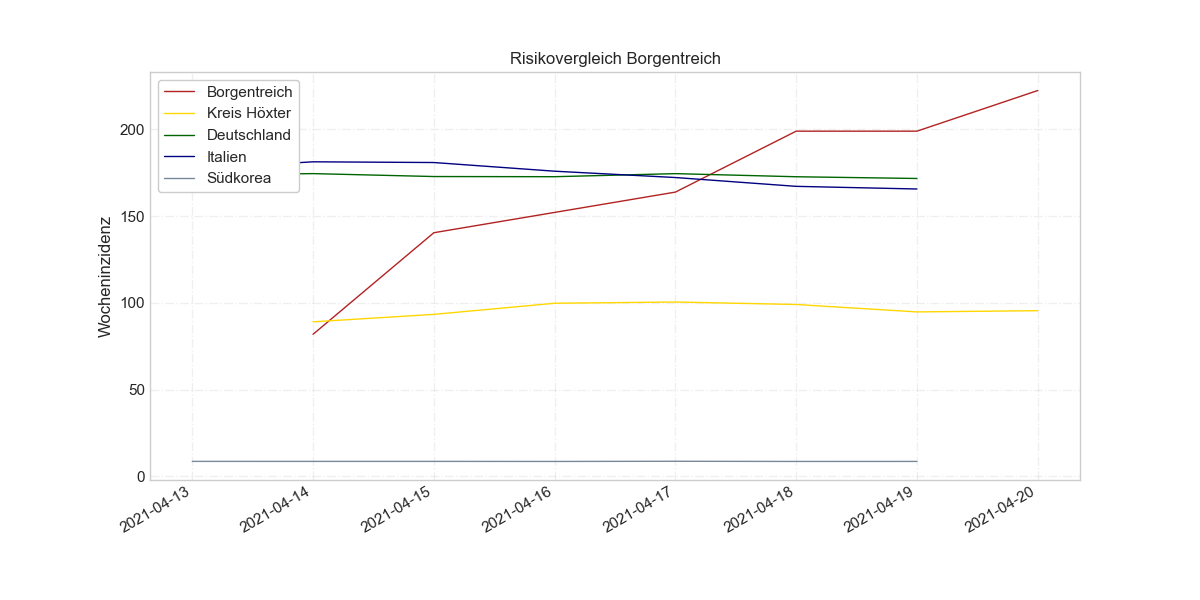 Risikovergleich Borgentreich
Borgentreich
Kreis Höxter
Deutschland
Italien
Südkorea
Wocheninzidenz
200
150
100
50
0
2021-04-13
2021-04-14
2021-04-15
2021-04-16
2021-04-17
2021-04-18
2021-04-19
2021-04-20